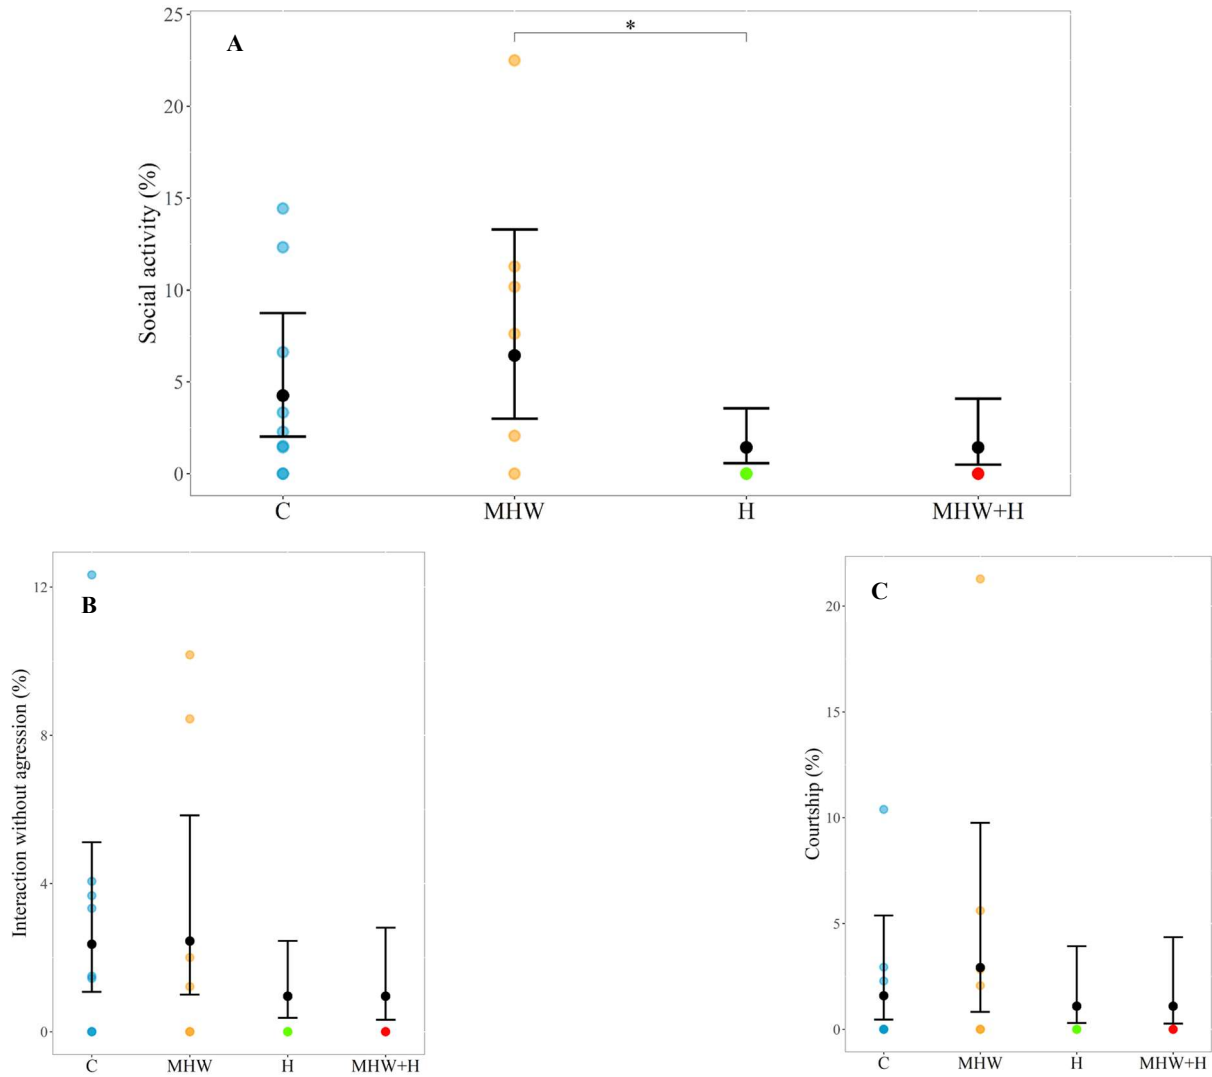 A
*
Social activity (%)
25
20
15
10
5
0
C MHW H MHW+H
B
Interaction without agression (%)
12
8
4
0
C MHW H MHW+H
C
Courtship (%)
20
15
10
5
0
C MHW H MHW+H